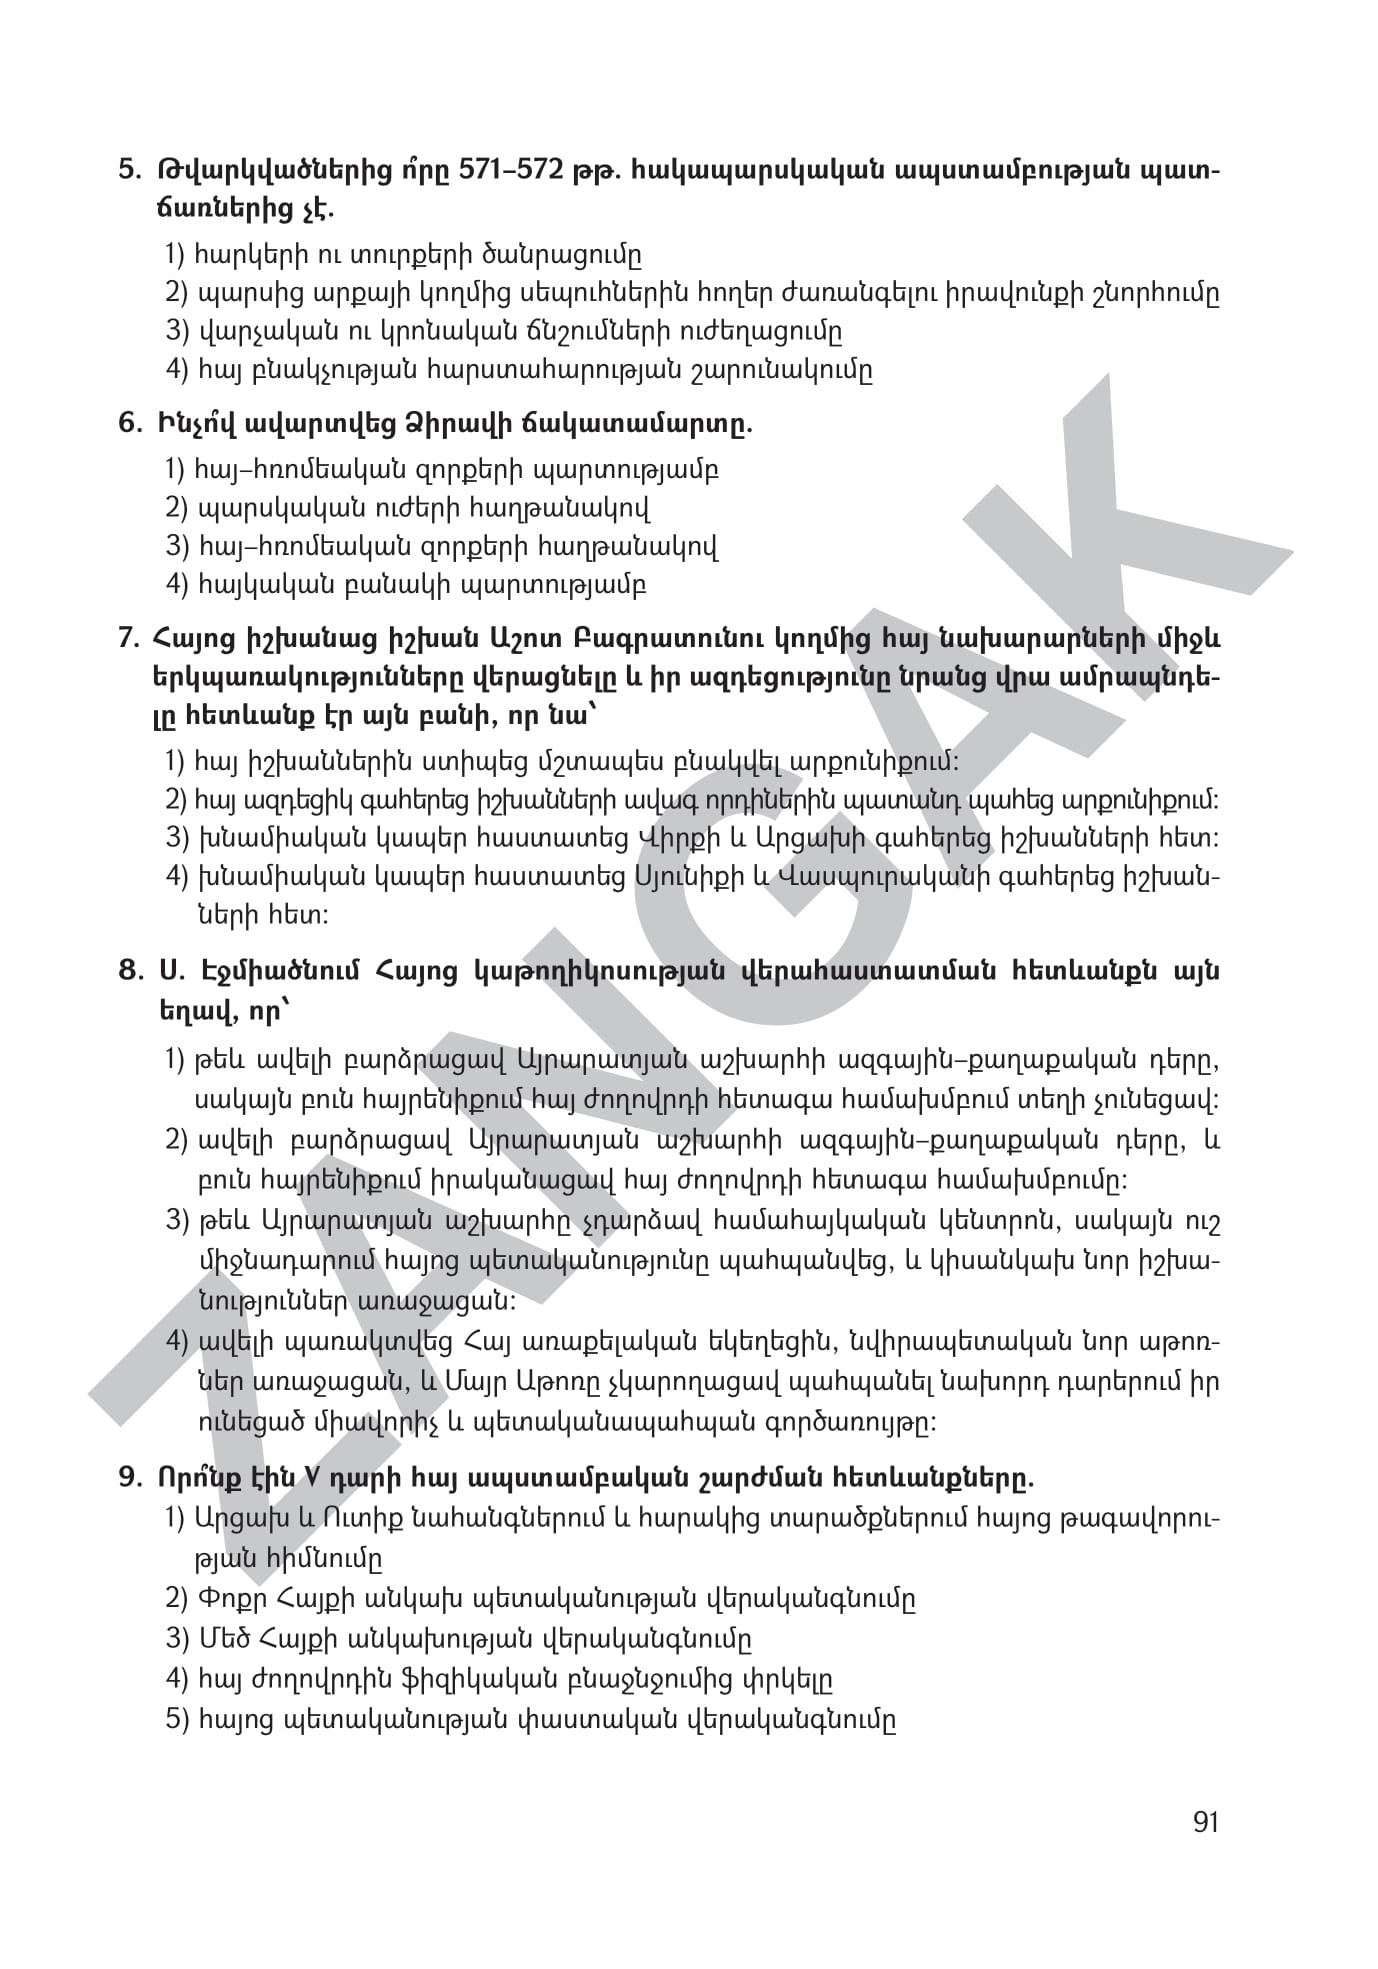 5. Թվարկվածներից ո՞րը 571–572 թթ. հակապարսկական ապստամբության պատ-
ճառներից չէ.
1) հարկերի ու տուրքերի ծանրացումը
2) պարսից արքայի կողմից սեպուհներին հողեր ժառանգելու իրավունքի շնորհումը
3) վարչական ու կրոնական ճնշումների ուժեղացումը
4) հայ բնակչության հարստահարության շարունակումը
6. Ինչո՞վ ավարտվեց Ձիրավի ճակատամարտը.
1) հայ–հռոմեական զորքերի պարտությամբ
2) պարսկական ուժերի հաղթանակով
3) հայ–հռոմեական զորքերի հաղթանակով
4) հայկական բանակի պարտությամբ
7. Հայոց իշխանաց իշխան Աշոտ Բագրատունու կողմից հայ նախարարների միջև
երկպառակությունները վերացնելը և իր ազդեցությունը նրանց վրա ամրապնդե-
լը հետևանք էր այն բանի, որ նա՝
1) հայ իշխաններին ստիպեց մշտապես բնակվել արքունիքում:
2) հայ ազդեցիկ գահերեց իշխանների ավագ որդիներին պատանդ պահեց արքունիքում:
3) խնամիական կապեր հաստատեց Վիրքի և Արցախի գահերեց իշխանների հետ:
4) խնամիական կապեր հաստատեց Սյունիքի և Վասպուրականի գահերեց իշխան-
ների հետ:
8. Ս. Էջմիածնում Հայոց կաթողիկոսության վերահաստատման հետևանքն այն
եղավ, որ՝
1) թեև ավելի բարձրացավ Այրարատյան աշխարհի ազգային–քաղաքական դերը,
սակայն բուն հայրենիքում հայ ժողովրդի հետագա համախմբում տեղի չունեցավ:
2) ավելի բարձրացավ Այրարատյան աշխարհի ազգային–քաղաքական դերը, և
բուն հայրենիքում իրականացավ հայ ժողովրդի հետագա համախմբումը:
3) թեև Այրարատյան աշխարհը չդարձավ համահայկական կենտրոն, սակայն ուշ
միջնադարում հայոց պետականությունը պահպանվեց, և կիսանկախ նոր իշխա-
նություններ առաջացան:
4) ավելի պառակտվեց Հայ առաքելական եկեղեցին, նվիրապետական նոր աթոռ-
ներ առաջացան, և Մայր Աթոռը չկարողացավ պահպանել նախորդ դարերում իր
ունեցած միավորիչ և պետականապահպան գործառույթը:
9. Որո՞նք էին V դարի հայ ապստամբական շարժման հետևանքները.
1) Արցախ և Ուտիք նահանգներում և հարակից տարածքներում հայոց թագավորու-
թյան հիմնումը
2) Փոքր Հայքի անկախ պետականության վերականգնումը
3) Մեծ Հայքի անկախության վերականգնումը
4) հայ ժողովրդին ֆիզիկական բնաջնջումից փրկելը
5) հայոց պետականության փաստական վերականգնումը
91
ZANGAK